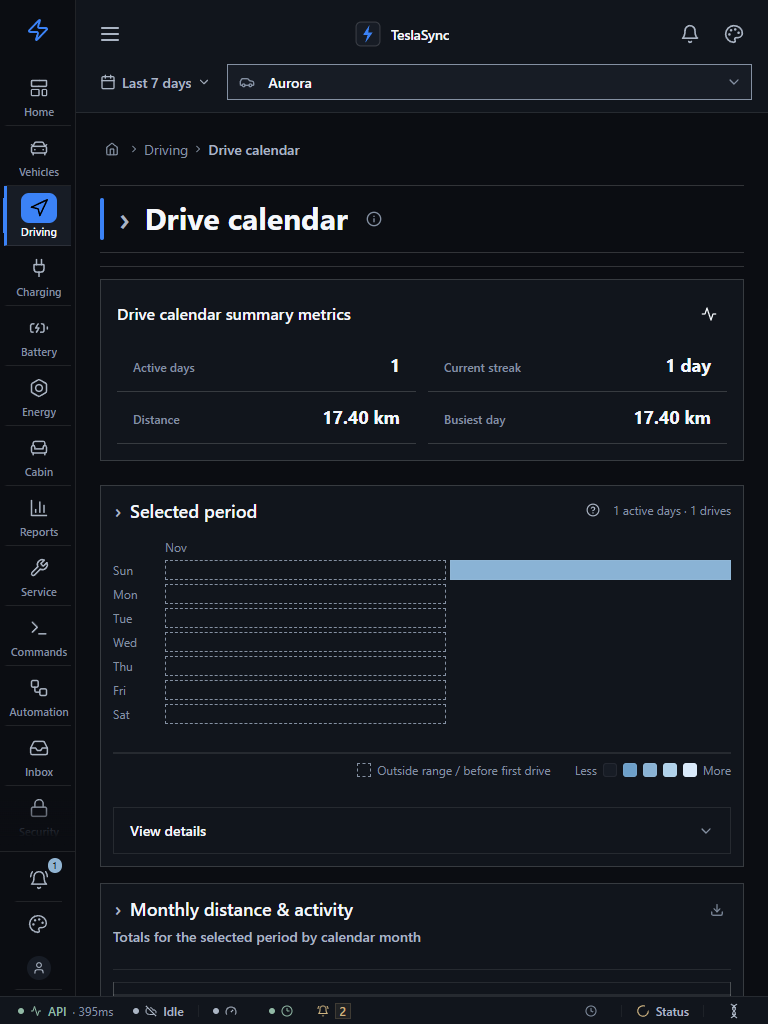 TeslaSync
Last 7 days
Aurora
Home
Vehicles
Driving
Charging
Battery
Energy
Cabin
Reports
Service
Commands
Automation
Inbox
Security
1
Driving
Drive calendar
Drive calendar
Drive calendar summary metrics
Active days 1
Current streak 1 day
Distance 17.40 km
Busiest day 17.40 km
Selected period
1 active days · 1 drives
Nov
Sun
Mon
Tue
Wed
Thu
Fri
Sat
Outside range / before first drive
Less
More
View details
Monthly distance & activity
Totals for the selected period by calendar month
API · 395ms
Idle
2
Status